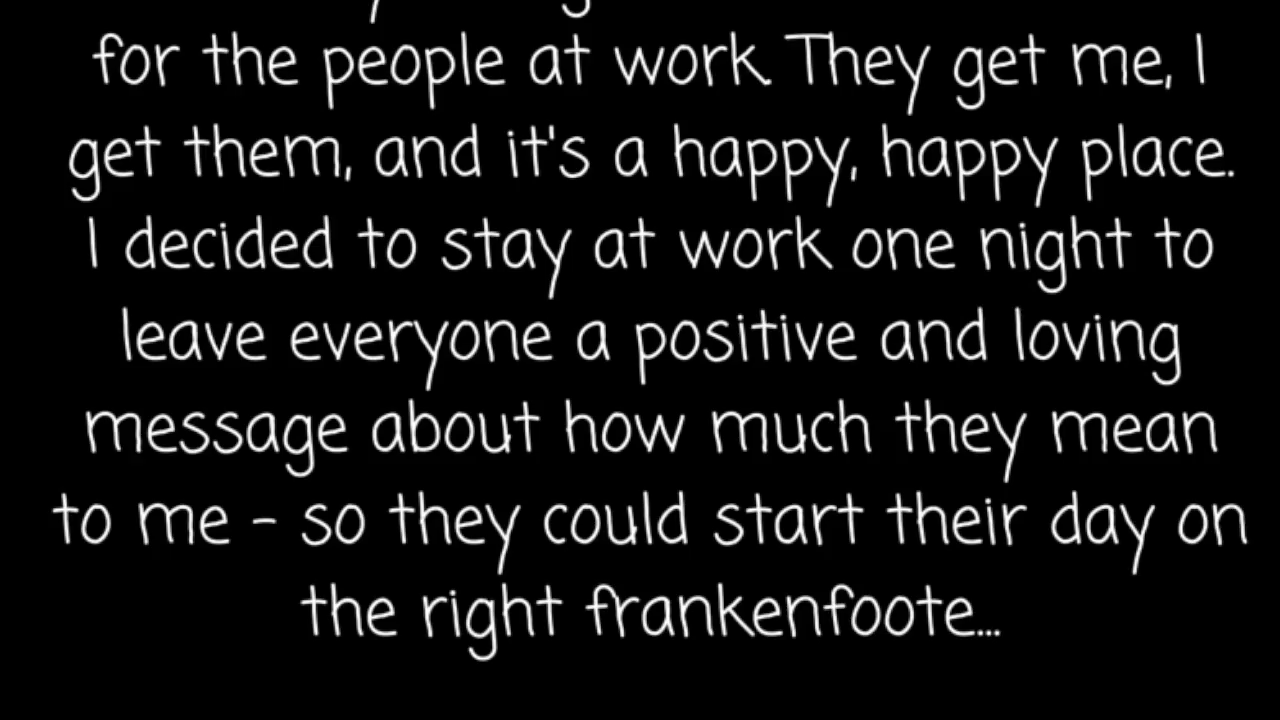 for the people at work. They get me, I
get them, and it's a happy, happy place.
I decided to stay at work one night to
leave everyone a positive and loving
message about how much they mean
to me - so they could start their day on
the right frankenfoote...